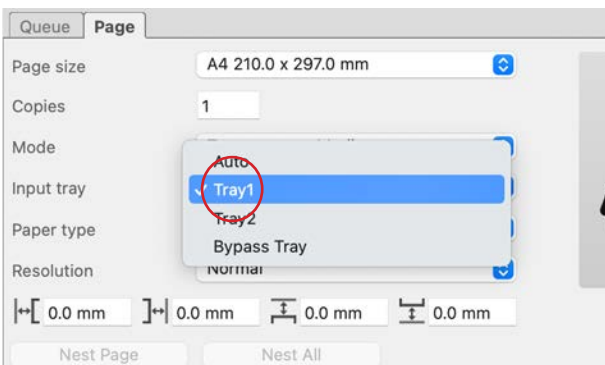 Queue Page
Page size A4 210.0 x 297.0 mm
Copies 1
Mode
Auto
Input tray ✓ Tray1
Tray2
Paper type
Bypass Tray
Resolution Normal
0.0 mm 0.0 mm 0.0 mm 0.0 mm
Nest Page Nest All